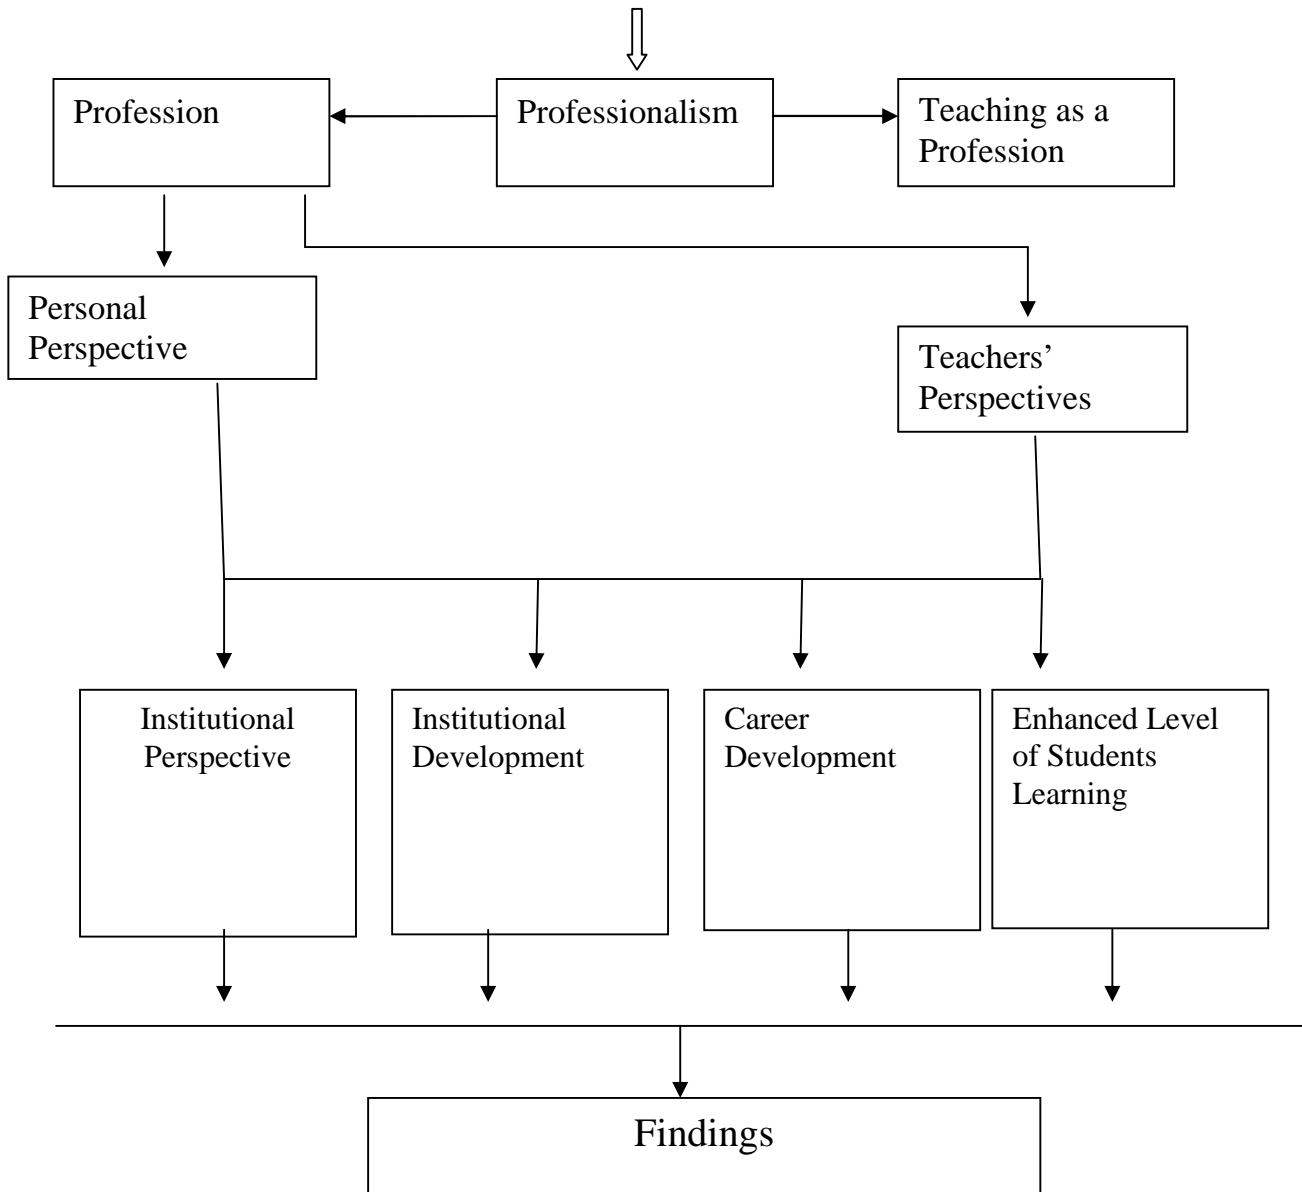 Profession
Professionalism
Teaching as a
Profession
Personal
Perspective
Teachers’
Perspectives
Institutional
Perspective
Institutional
Development
Career
Development
Enhanced Level
of Students
Learning
Findings